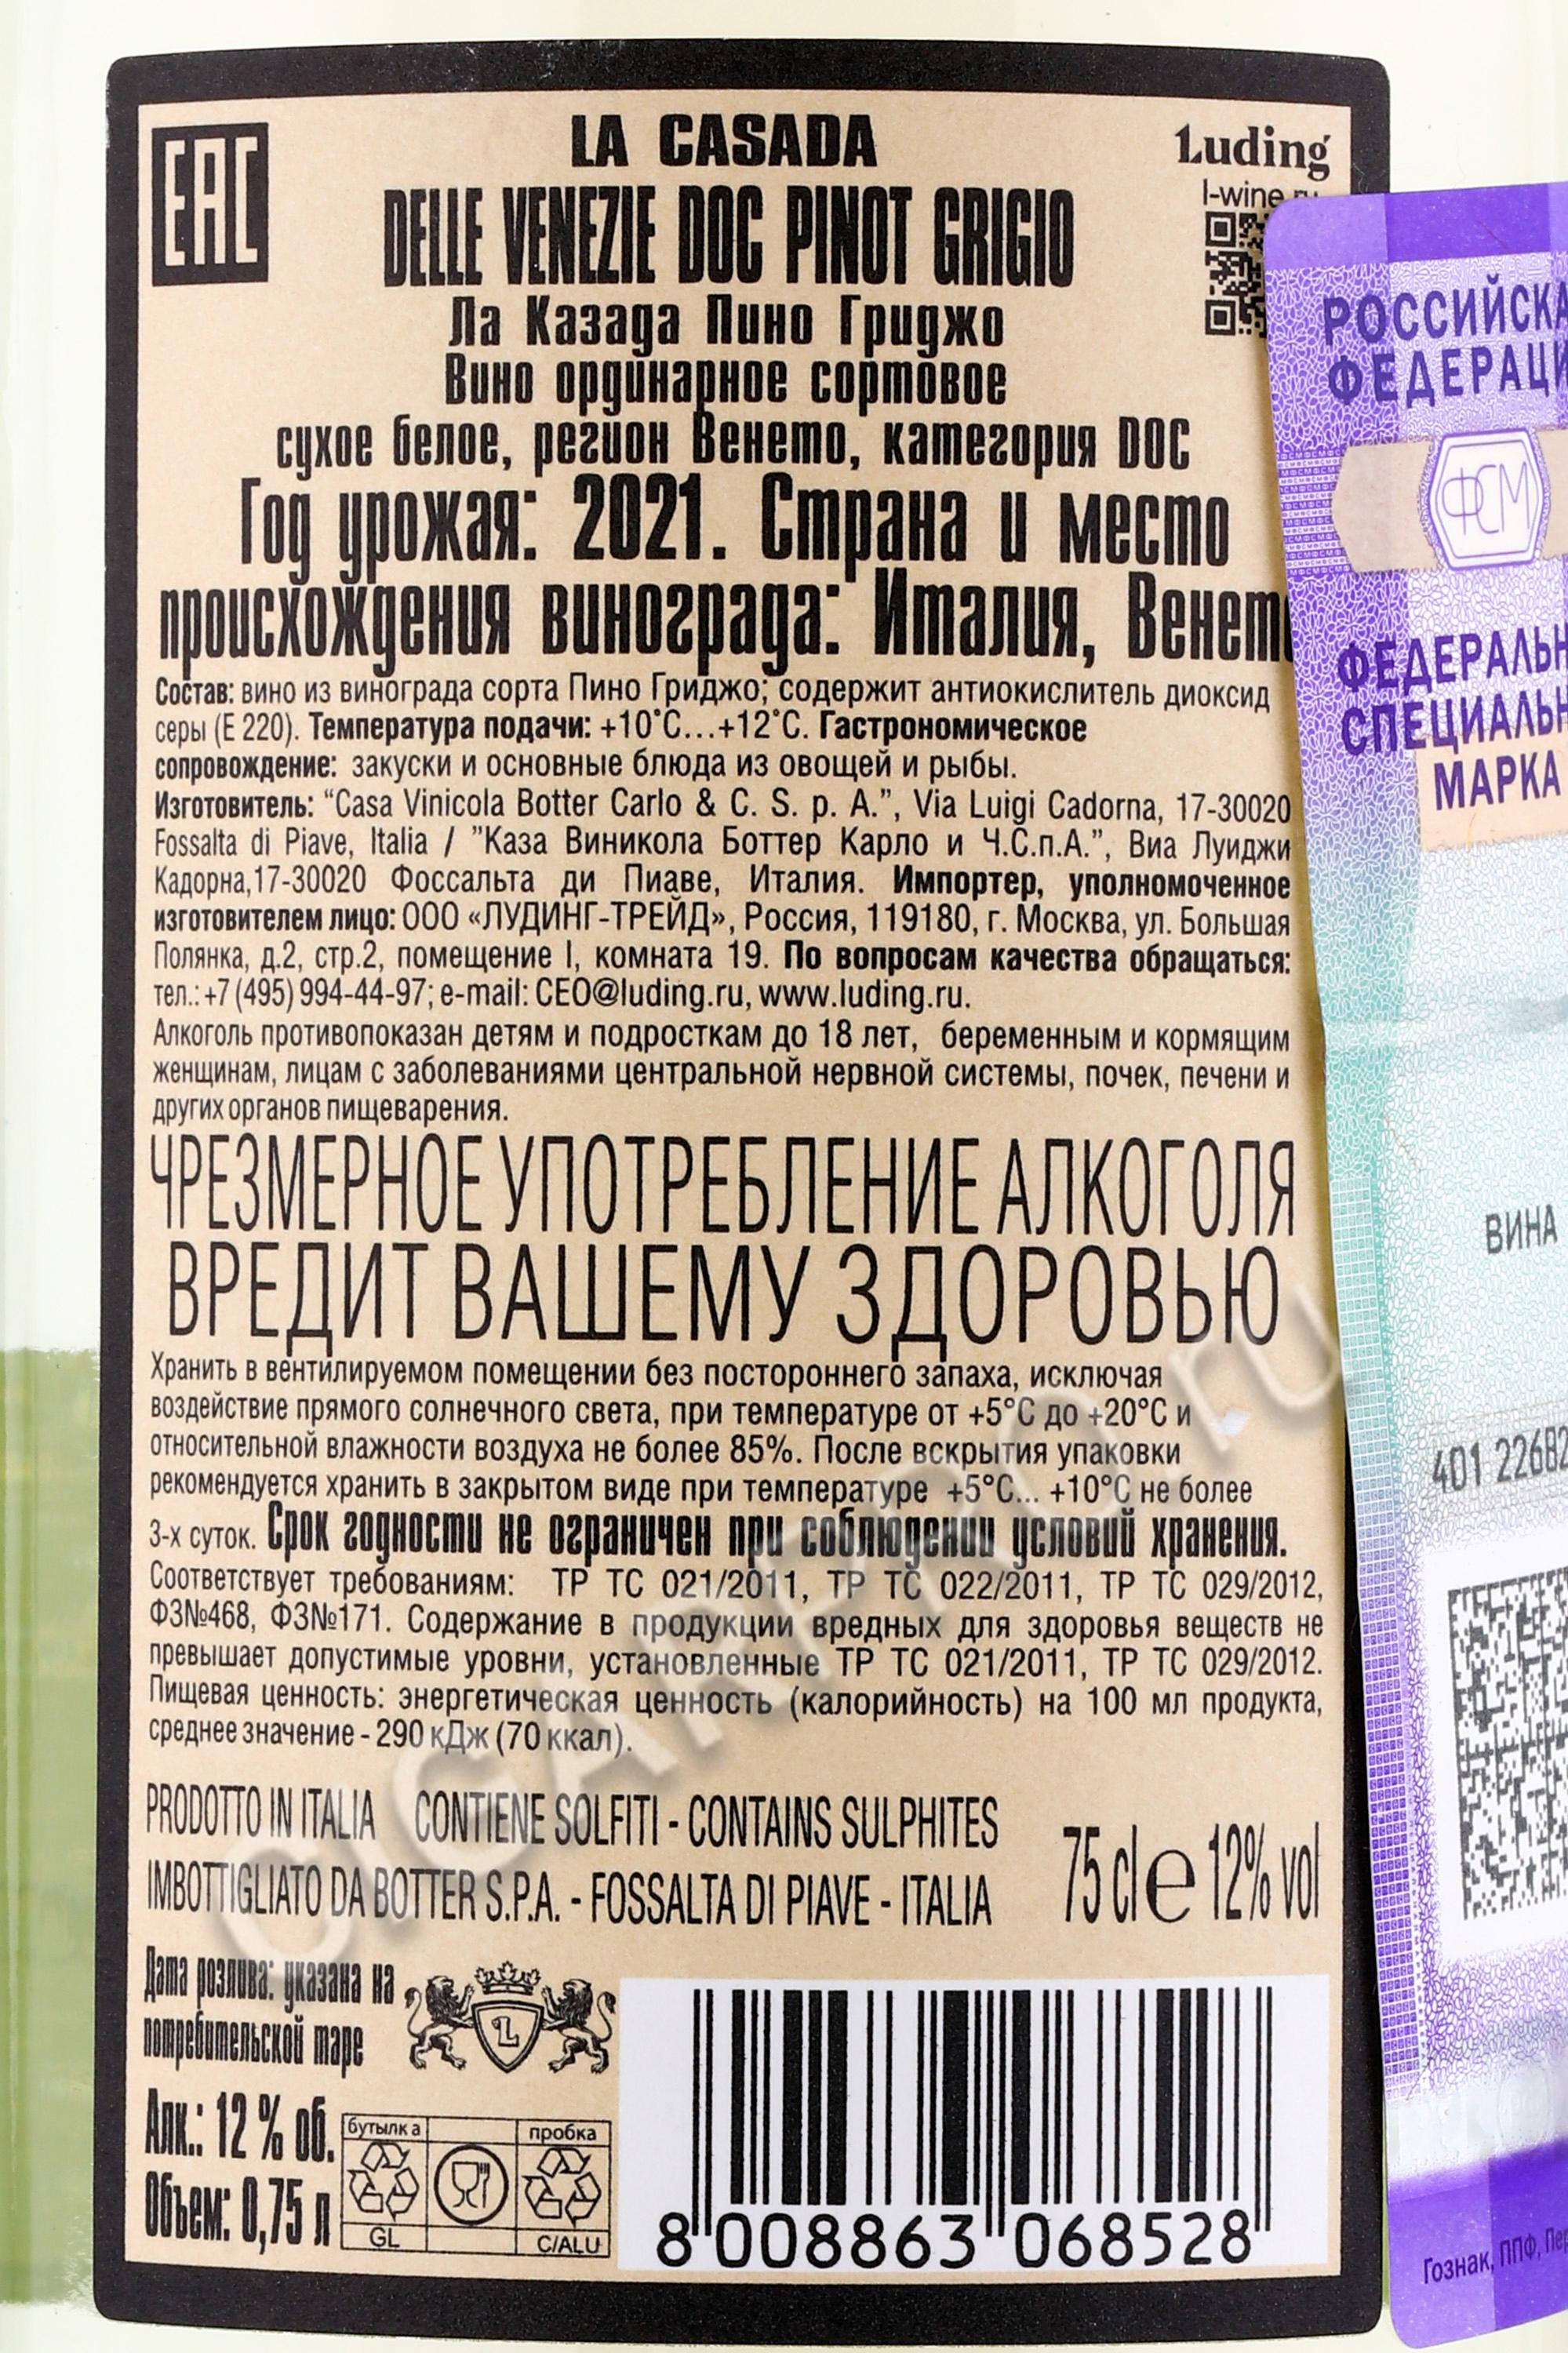 EAC
LA CASADA
Luding
DELLE VENEZIE DOC PINOT GRIGIO
l-wine.ru
Ла Казада Пино Гриджо
Вино ординарное сортовое
сухое белое, регион Венето, категория DOC
Год урожая: 2021. Страна и место
происхождения винограда: Италия, Венето
Состав: вино из винограда сорта Пино Гриджо; содержит антиокислитель диоксид
серы (Е 220). Температура подачи: +10°С...+12°С. Гастрономическое
сопровождение: закуски и основные блюда из овощей и рыбы.
Изготовитель: “Casa Vinicola Botter Carlo & C. S. p. A.”, Via Luigi Cadorna, 17-30020
Fossalta di Piave, Italia / ”Каза Виникола Боттер Карло и Ч.С.п.А.”, Виа Луиджи
Кадорна,17-30020 Фоссальта ди Пиаве, Италия. Импортер, уполномоченное
изготовителем лицо: ООО «ЛУДИНГ-ТРЕЙД», Россия, 119180, г. Москва, ул. Большая
Полянка, д.2, стр.2, помещение I, комната 19. По вопросам качества обращаться:
тел.: +7 (495) 994-44-97; e-mail: CEO@luding.ru, www.luding.ru.
Алкоголь противопоказан детям и подросткам до 18 лет, беременным и кормящим
женщинам, лицам с заболеваниями центральной нервной системы, почек, печени и
других органов пищеварения.
ЧРЕЗМЕРНОЕ УПОТРЕБЛЕНИЕ АЛКОГОЛЯ
ВРЕДИТ ВАШЕМУ ЗДОРОВЬЮ
Хранить в вентилируемом помещении без постороннего запаха, исключая
воздействие прямого солнечного света, при температуре от +5°С до +20°С и
относительной влажности воздуха не более 85%. После вскрытия упаковки
рекомендуется хранить в закрытом виде при температуре +5°С... +10°С не более
3-х суток. Срок годности не ограничен при соблюдении условий хранения.
Соответствует требованиям: ТР ТС 021/2011, ТР ТС 022/2011, ТР ТС 029/2012,
ФЗ№468, ФЗ№171. Содержание в продукции вредных для здоровья веществ не
превышает допустимые уровни, установленные ТР ТС 021/2011, ТР ТС 029/2012.
Пищевая ценность: энергетическая ценность (калорийность) на 100 мл продукта,
среднее значение - 290 кДж (70 ккал).
PRODOTTO IN ITALIA CONTIENE SOLFITI - CONTAINS SULPHITES
IMBOTTIGLIATO DA BOTTER S.P.A. - FOSSALTA DI PIAVE - ITALIA
75 cl e 12% vol
Дата розлива: указана на
потребительской таре
L
Алк.: 12 % об.
Объем: 0,75 л
бутылка
пробка
GL
C/ALU
8 008863 068528
РОССИЙСКА
ФЕДЕРАЦИ
ФСМ
ФЕДЕРАЛЬН
СПЕЦИАЛЬН
МАРКА
ВИНА
401 22682
Гознак, ППФ, Пер
CIGARPRO.ru